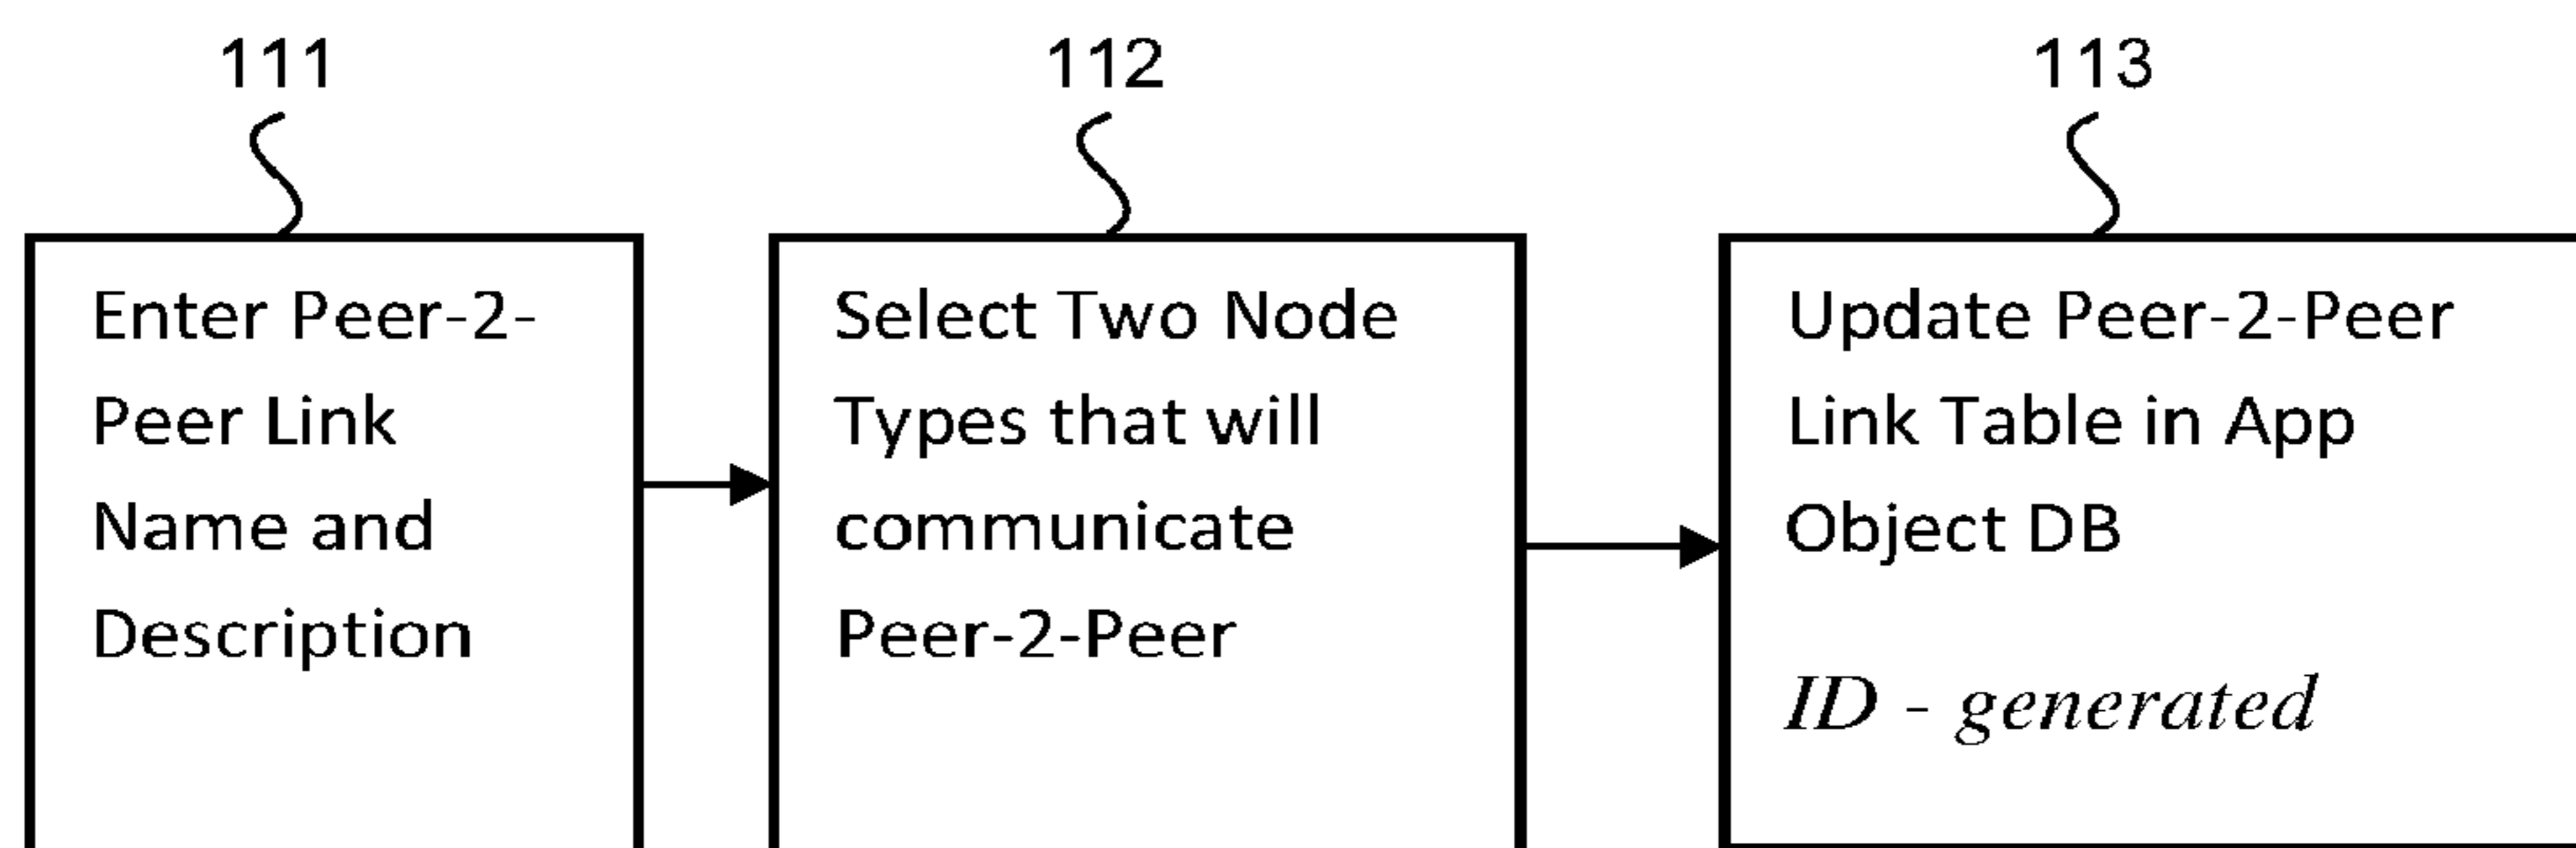 111
112
113
Enter Peer-2-
Peer Link
Name and
Description
Select Two Node
Types that will
communicate
Peer-2-Peer
Update Peer-2-Peer
Link Table in App
Object DB
ID - generated